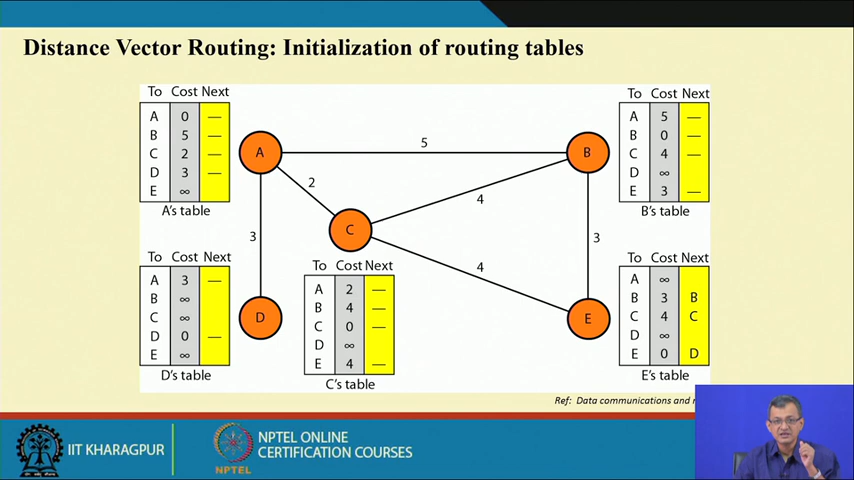 Distance Vector Routing: Initialization of routing tables
To Cost Next
A 0 —
B 5 —
C 2 —
D 3 —
E ∞
A's table
To Cost Next
A 5 —
B 0 —
C 4 —
D ∞
E 3 —
B's table
A
5
B
2
4
C
3
3
4
D
E
To Cost Next
A 3 —
B ∞
C ∞
D 0 —
E ∞
D's table
To Cost Next
A 2 —
B 4 —
C 0 —
D ∞
E 4 —
C's table
To Cost Next
A ∞
B 3 B
C 4 C
D ∞
E 0 D
E's table
Ref: Data communications and
IIT KHARAGPUR
NPTEL
NPTEL ONLINE
CERTIFICATION COURSES